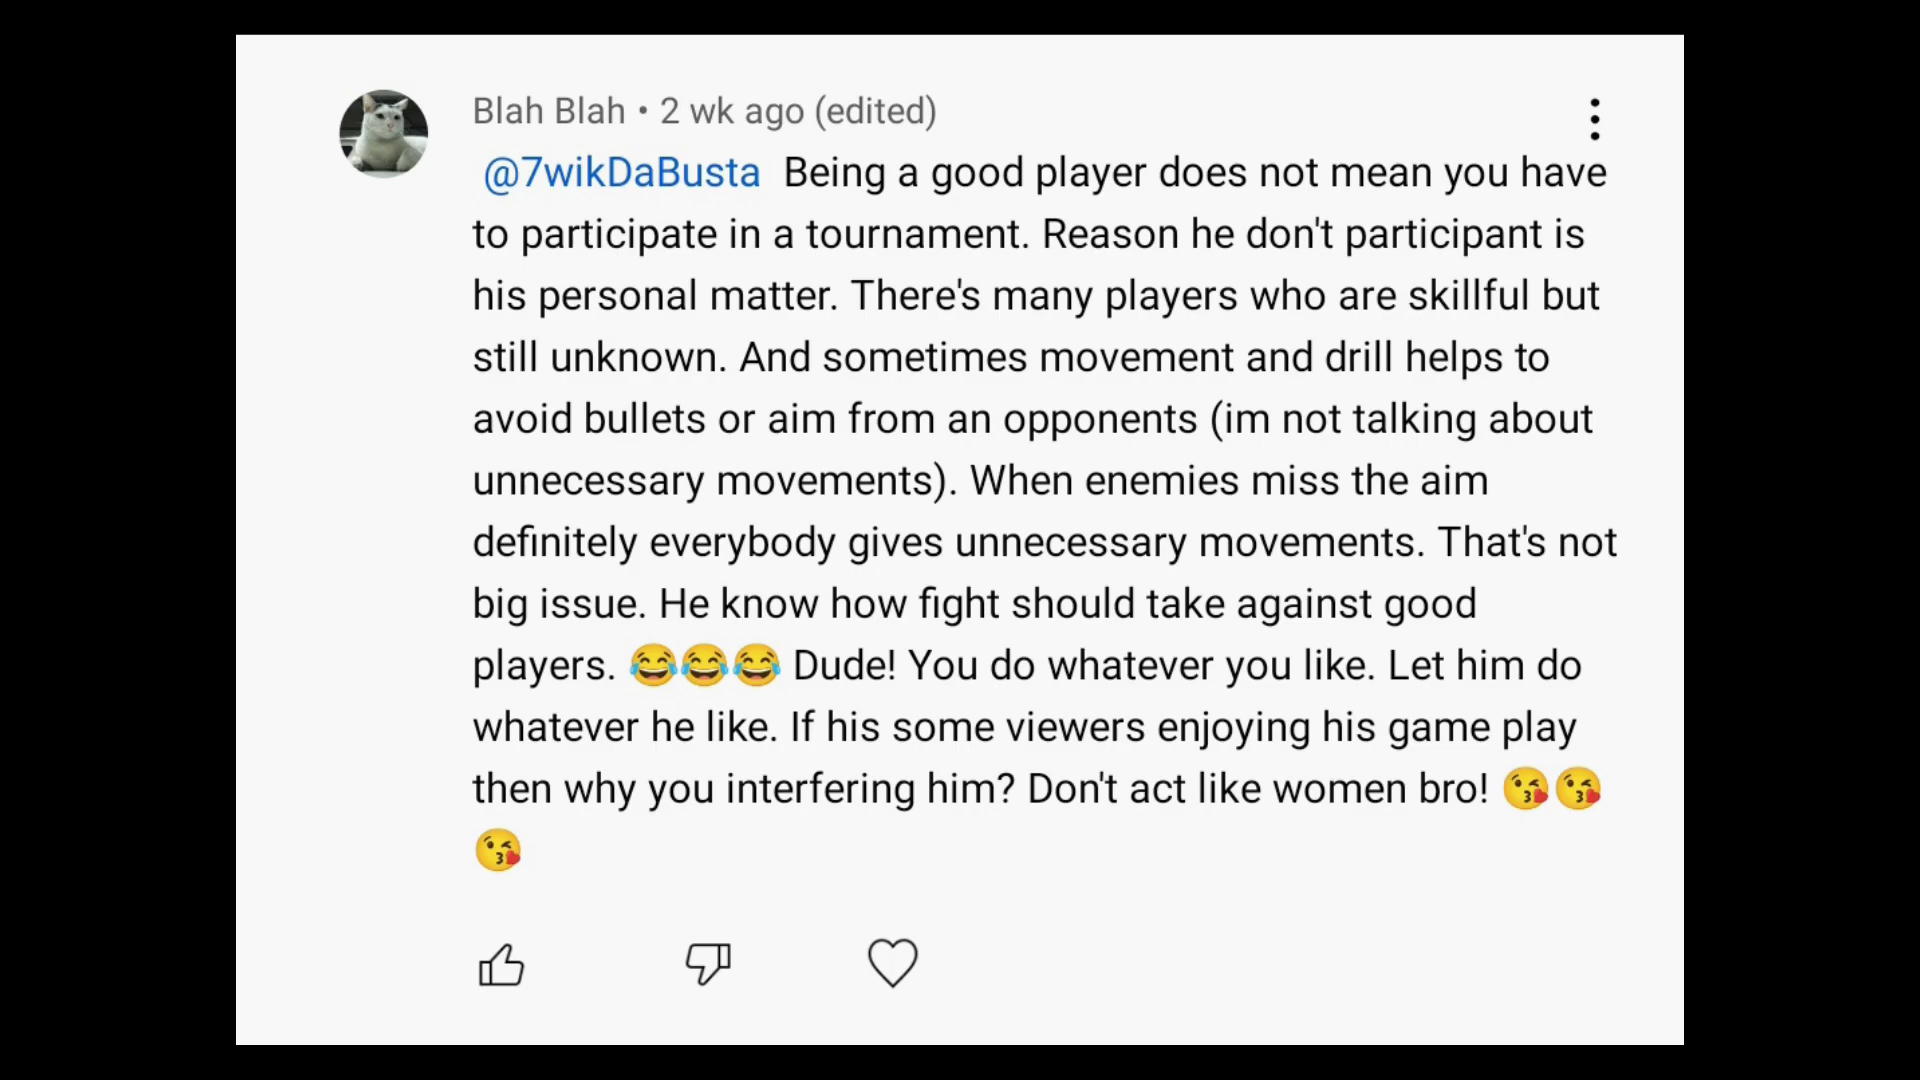 Blah Blah • 2 wk ago (edited)
@7wikDaBusta Being a good player does not mean you have
to participate in a tournament. Reason he don't participant is
his personal matter. There's many players who are skillful but
still unknown. And sometimes movement and drill helps to
avoid bullets or aim from an opponents (im not talking about
unnecessary movements). When enemies miss the aim
definitely everybody gives unnecessary movements. That's not
big issue. He know how fight should take against good
players. 😂😂😂 Dude! You do whatever you like. Let him do
whatever he like. If his some viewers enjoying his game play
then why you interfering him? Don't act like women bro! 😘😘
😘